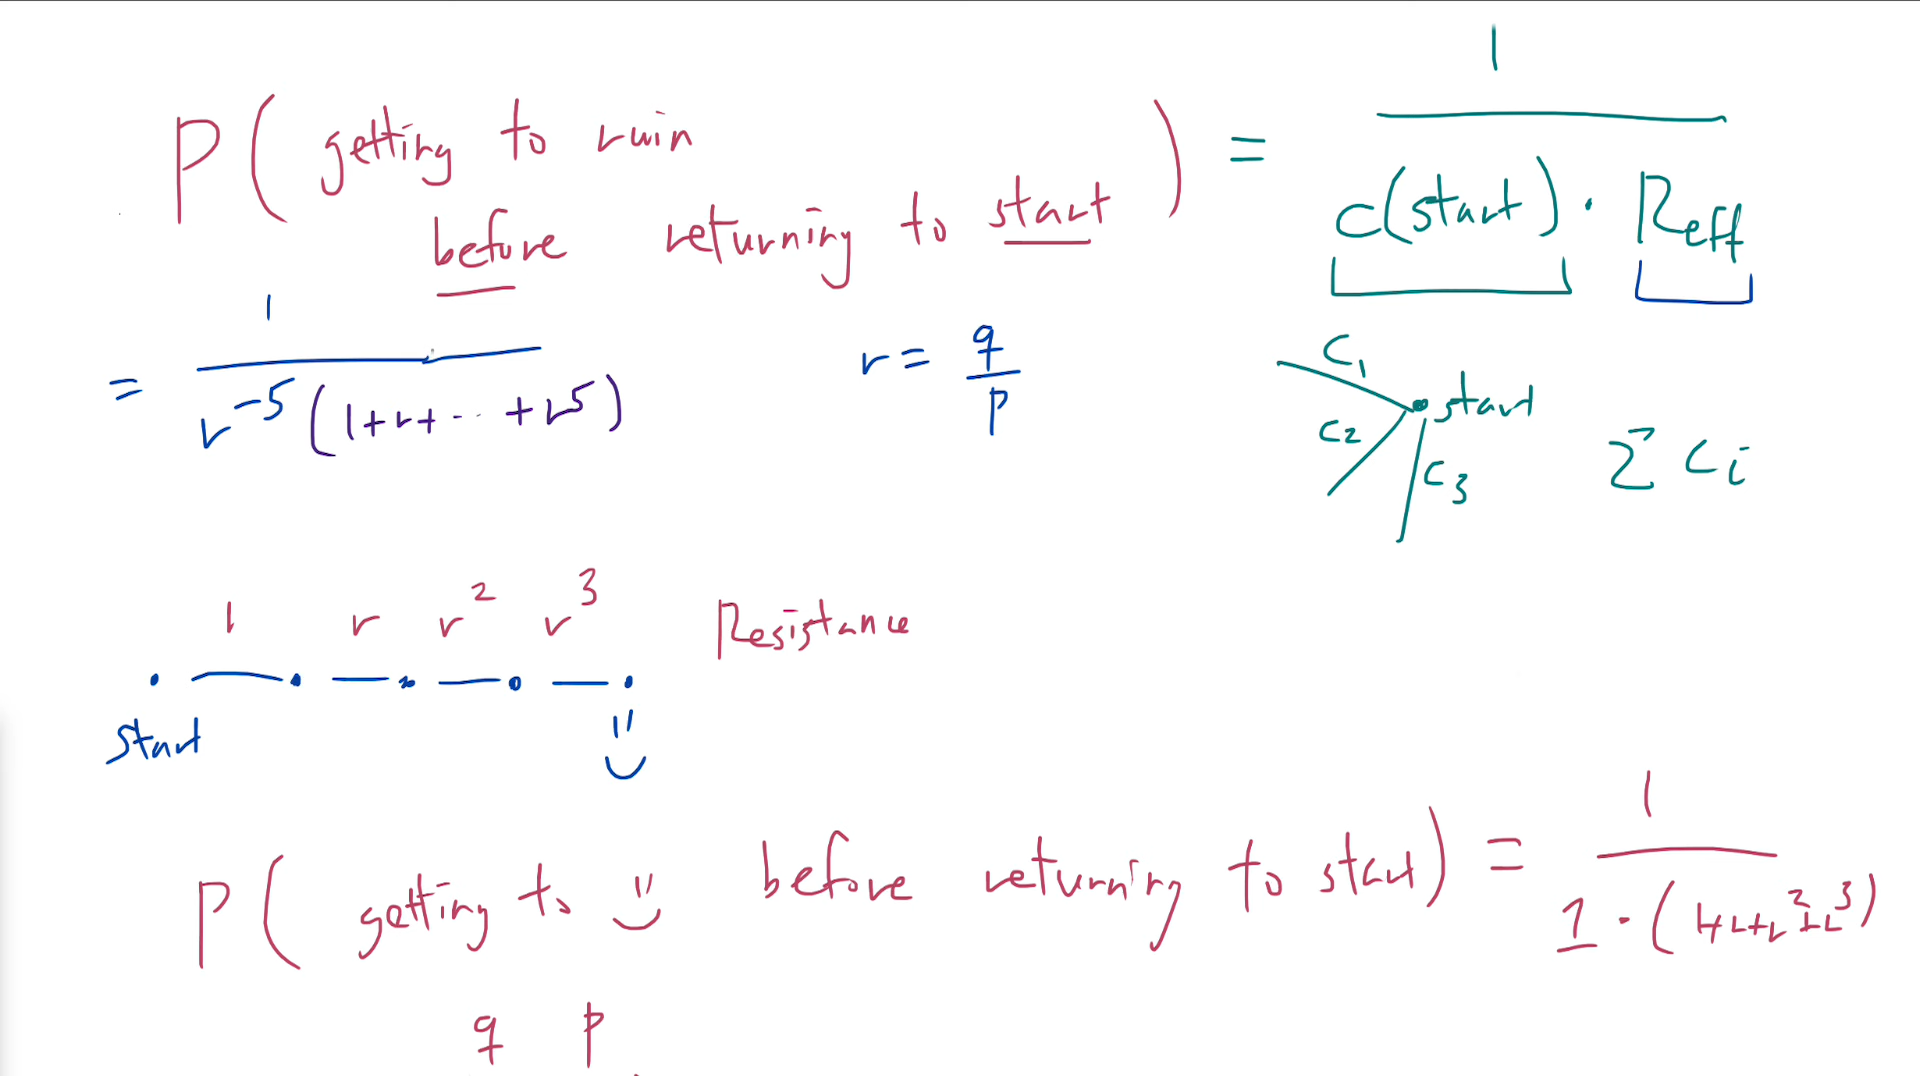 P( getting to ruin before returning to start ) = 1 / (c(start) · Reff)
= 1 / (r^-5 (1+r+···+r^5))
r = q/p
c1
c2
c3
start
Σ ci
1 r r^2 r^3 Resistance
start
P( getting to ü before returning to start) = 1 / (1 · (1+r+r^2+r^3))
q p